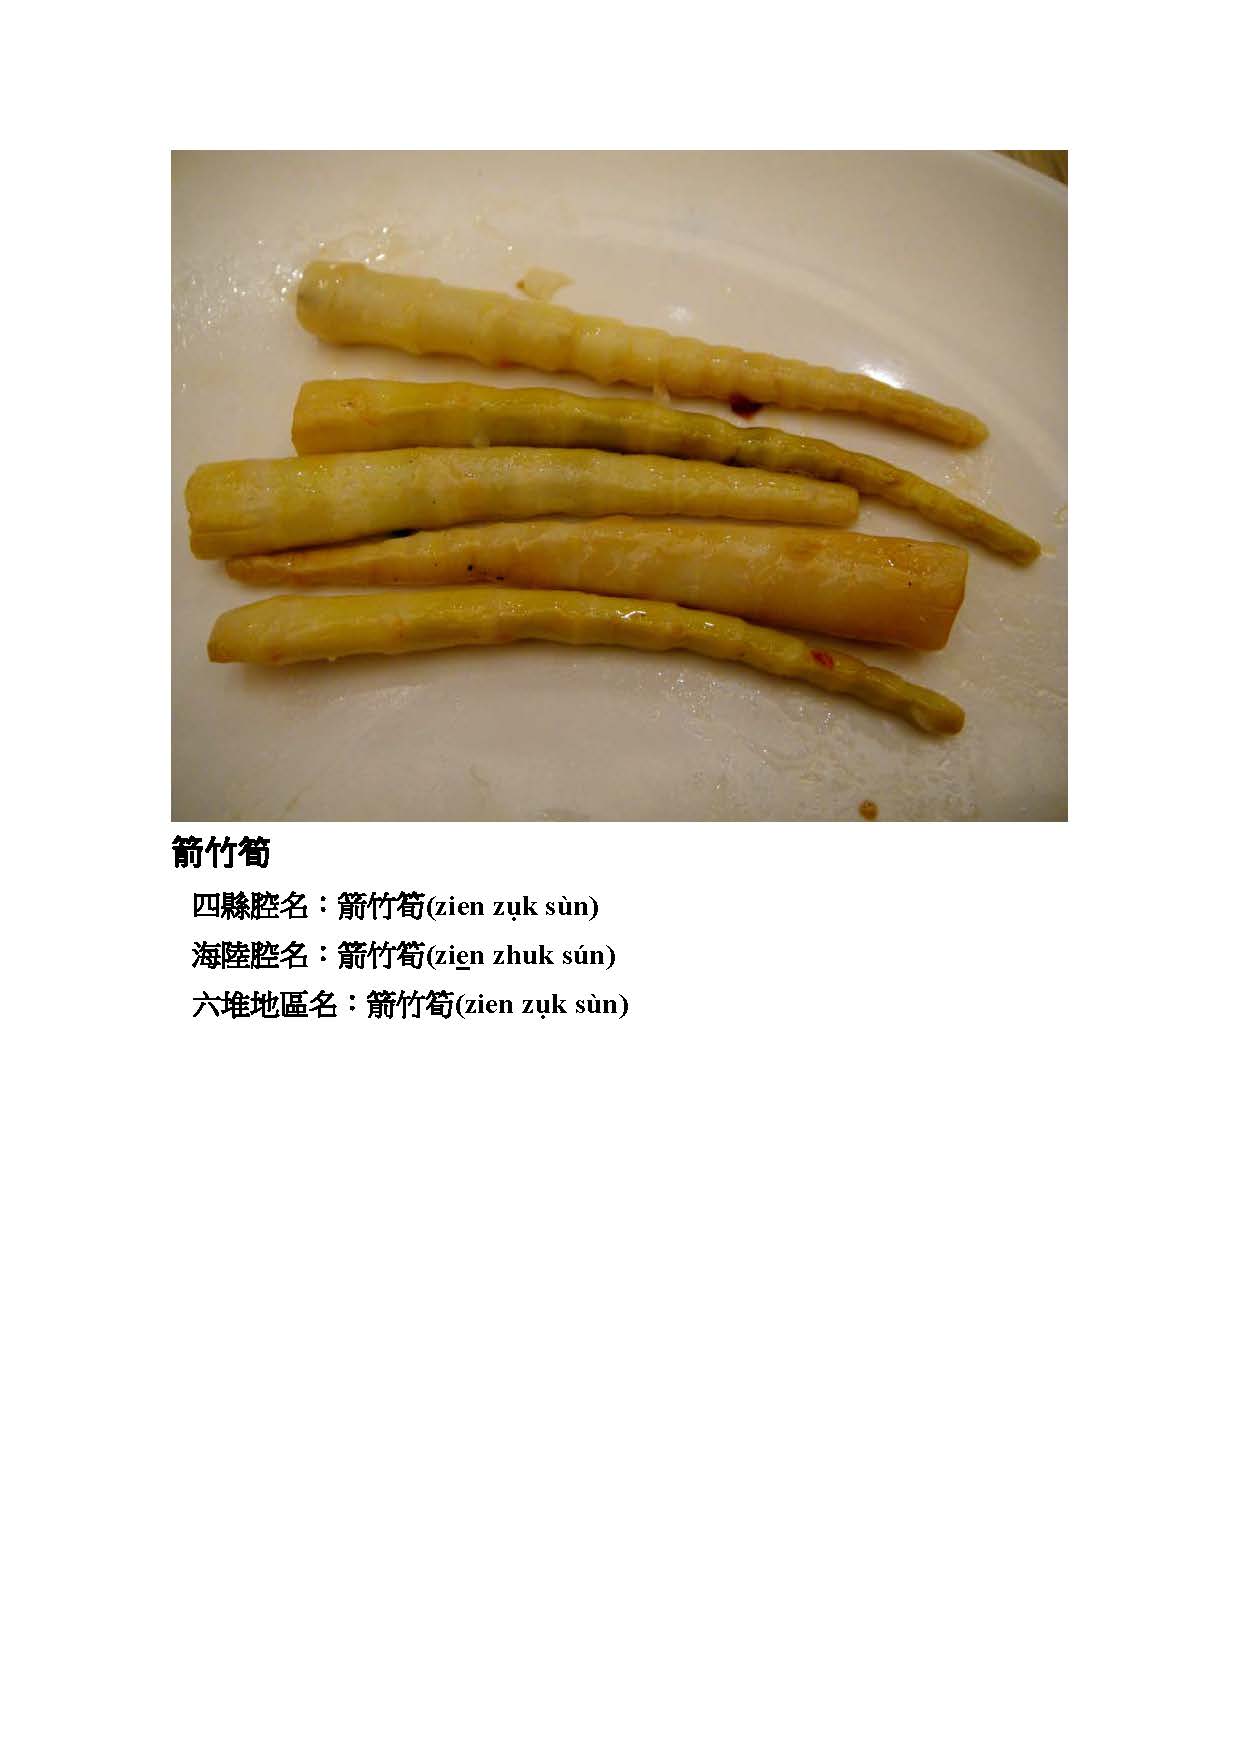 箭竹筍
四縣腔名：箭竹筍(zien zụk sùn)
海陸腔名：箭竹筍(zien zhuk sún)
六堆地區名：箭竹筍(zien zụk sùn)